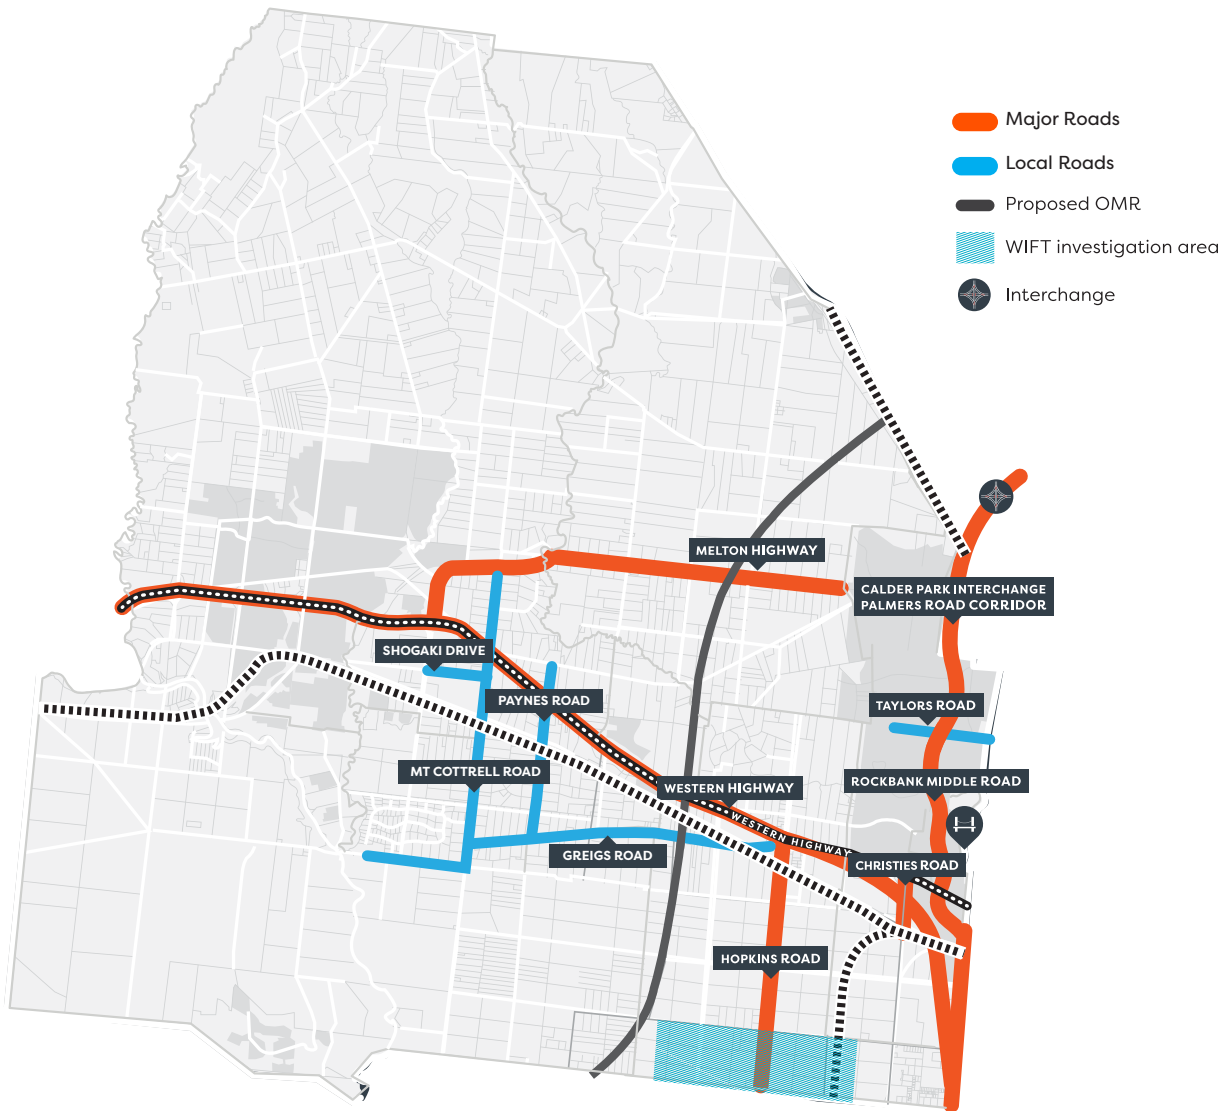 Major Roads
Local Roads
Proposed OMR
WIFT investigation area
Interchange
MELTON HIGHWAY
CALDER PARK INTERCHANGE
PALMERS ROAD CORRIDOR
SHOGAKI DRIVE
PAYNES ROAD
TAYLORS ROAD
MT COTTRELL ROAD
WESTERN HIGHWAY
ROCKBANK MIDDLE ROAD
WESTERN HIGHWAY
GREIGS ROAD
CHRISTIES ROAD
HOPKINS ROAD